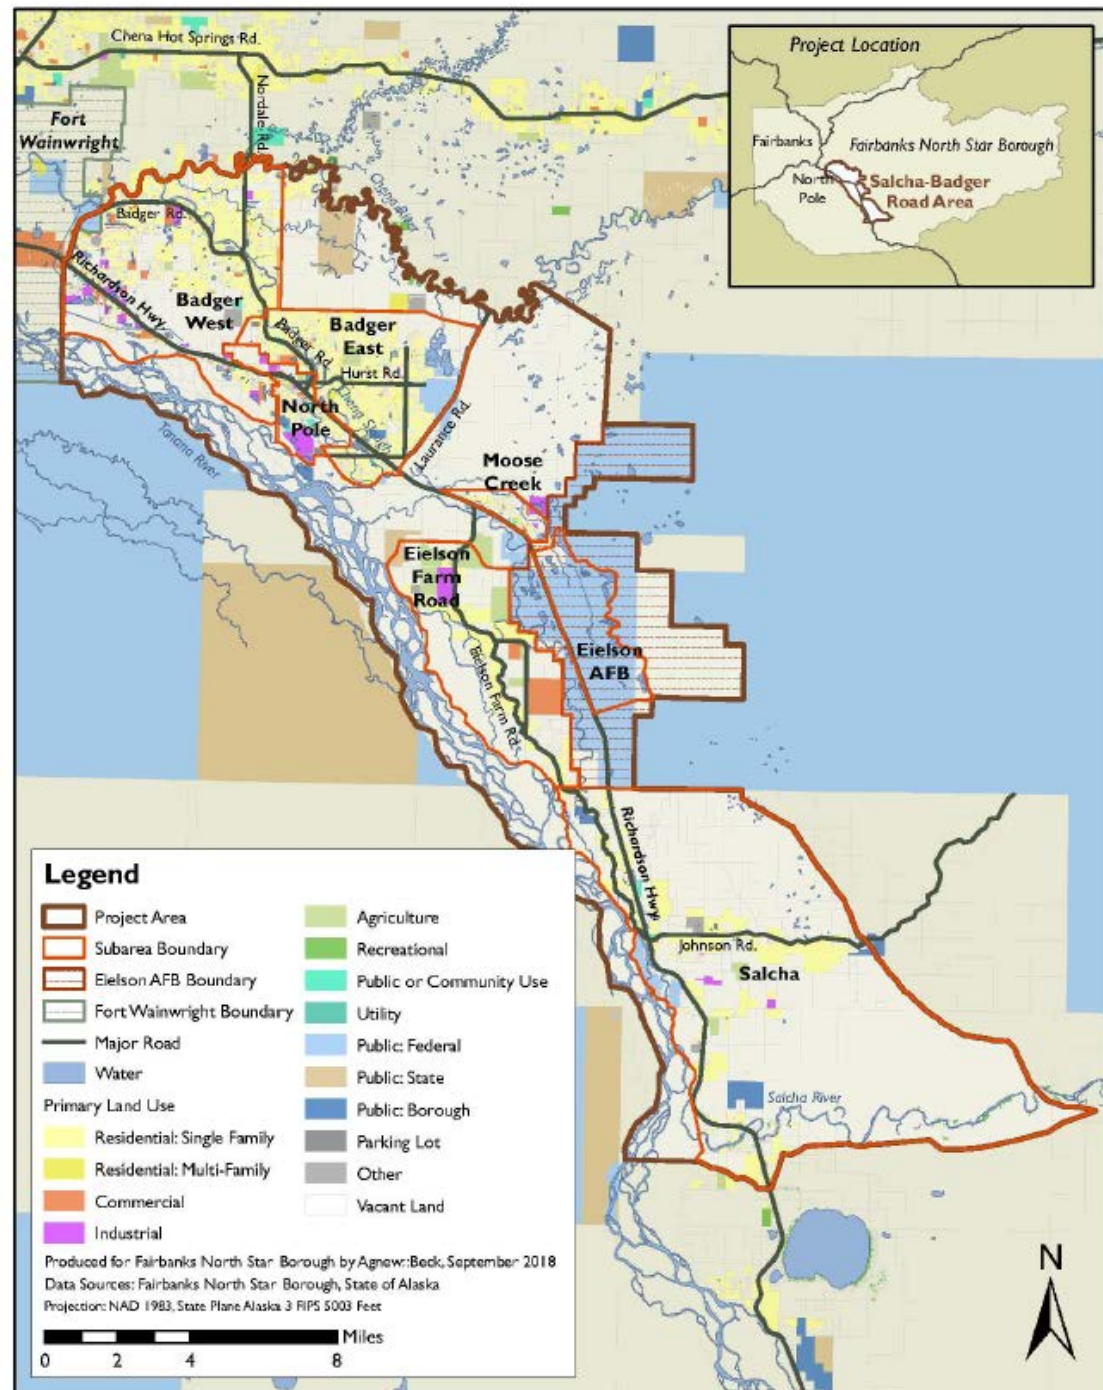 Chena Hot Springs Rd.
Nordale Rd.
Fort
Wainwright
Project Location
Fairbanks
Fairbanks North Star Borough
North
Pole
Salcha-Badger
Road Area
Chena River
Badger Rd.
Richardson Hwy.
Badger
West
Badger
East
Badger Rd.
Hurst Rd.
North
Pole
Chena Slough
Laurance Rd.
Tanana River
Moose
Creek
Eielson
Farm
Road
Eielson
AFB
Eielson Farm Rd.
Richardson Hwy.
Johnson Rd.
Salcha
Salcha River
Legend
Project Area
Subarea Boundary
Eielson AFB Boundary
Fort Wainwright Boundary
Major Road
Water
Primary Land Use
Residential: Single Family
Residential: Multi-Family
Commercial
Industrial
Agriculture
Recreational
Public or Community Use
Utility
Public: Federal
Public: State
Public: Borough
Parking Lot
Other
Vacant Land
Produced for Fairbanks North Star Borough by Agnew::Beck, September 2018
Data Sources: Fairbanks North Star Borough, State of Alaska
Projection: NAD 1983, State Plane Alaska 3 FIPS 5003 Feet
Miles
0 2 4 8
N